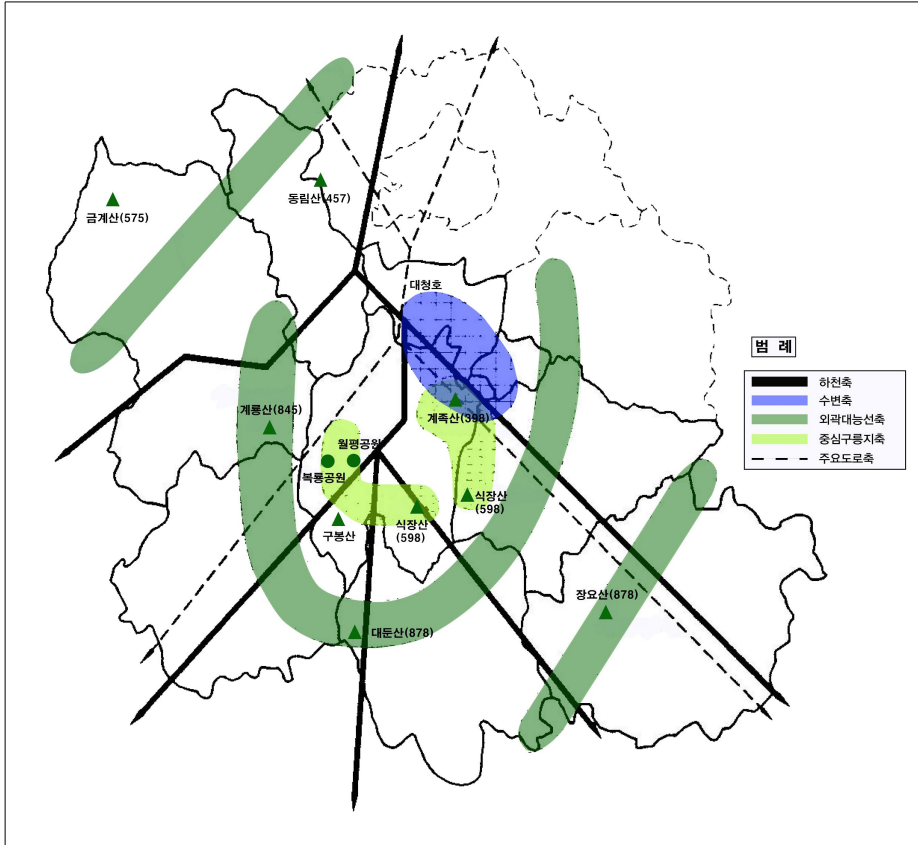 동림산(457)
금계산(575)
대청호
범 례
하천축
수변축
외곽대능선축
중심구릉지축
주요도로축
계룡산(845)
계족산(398)
월평공원
복룡공원
식장산
(598)
식장산
(598)
구봉산
장요산(878)
대둔산(878)